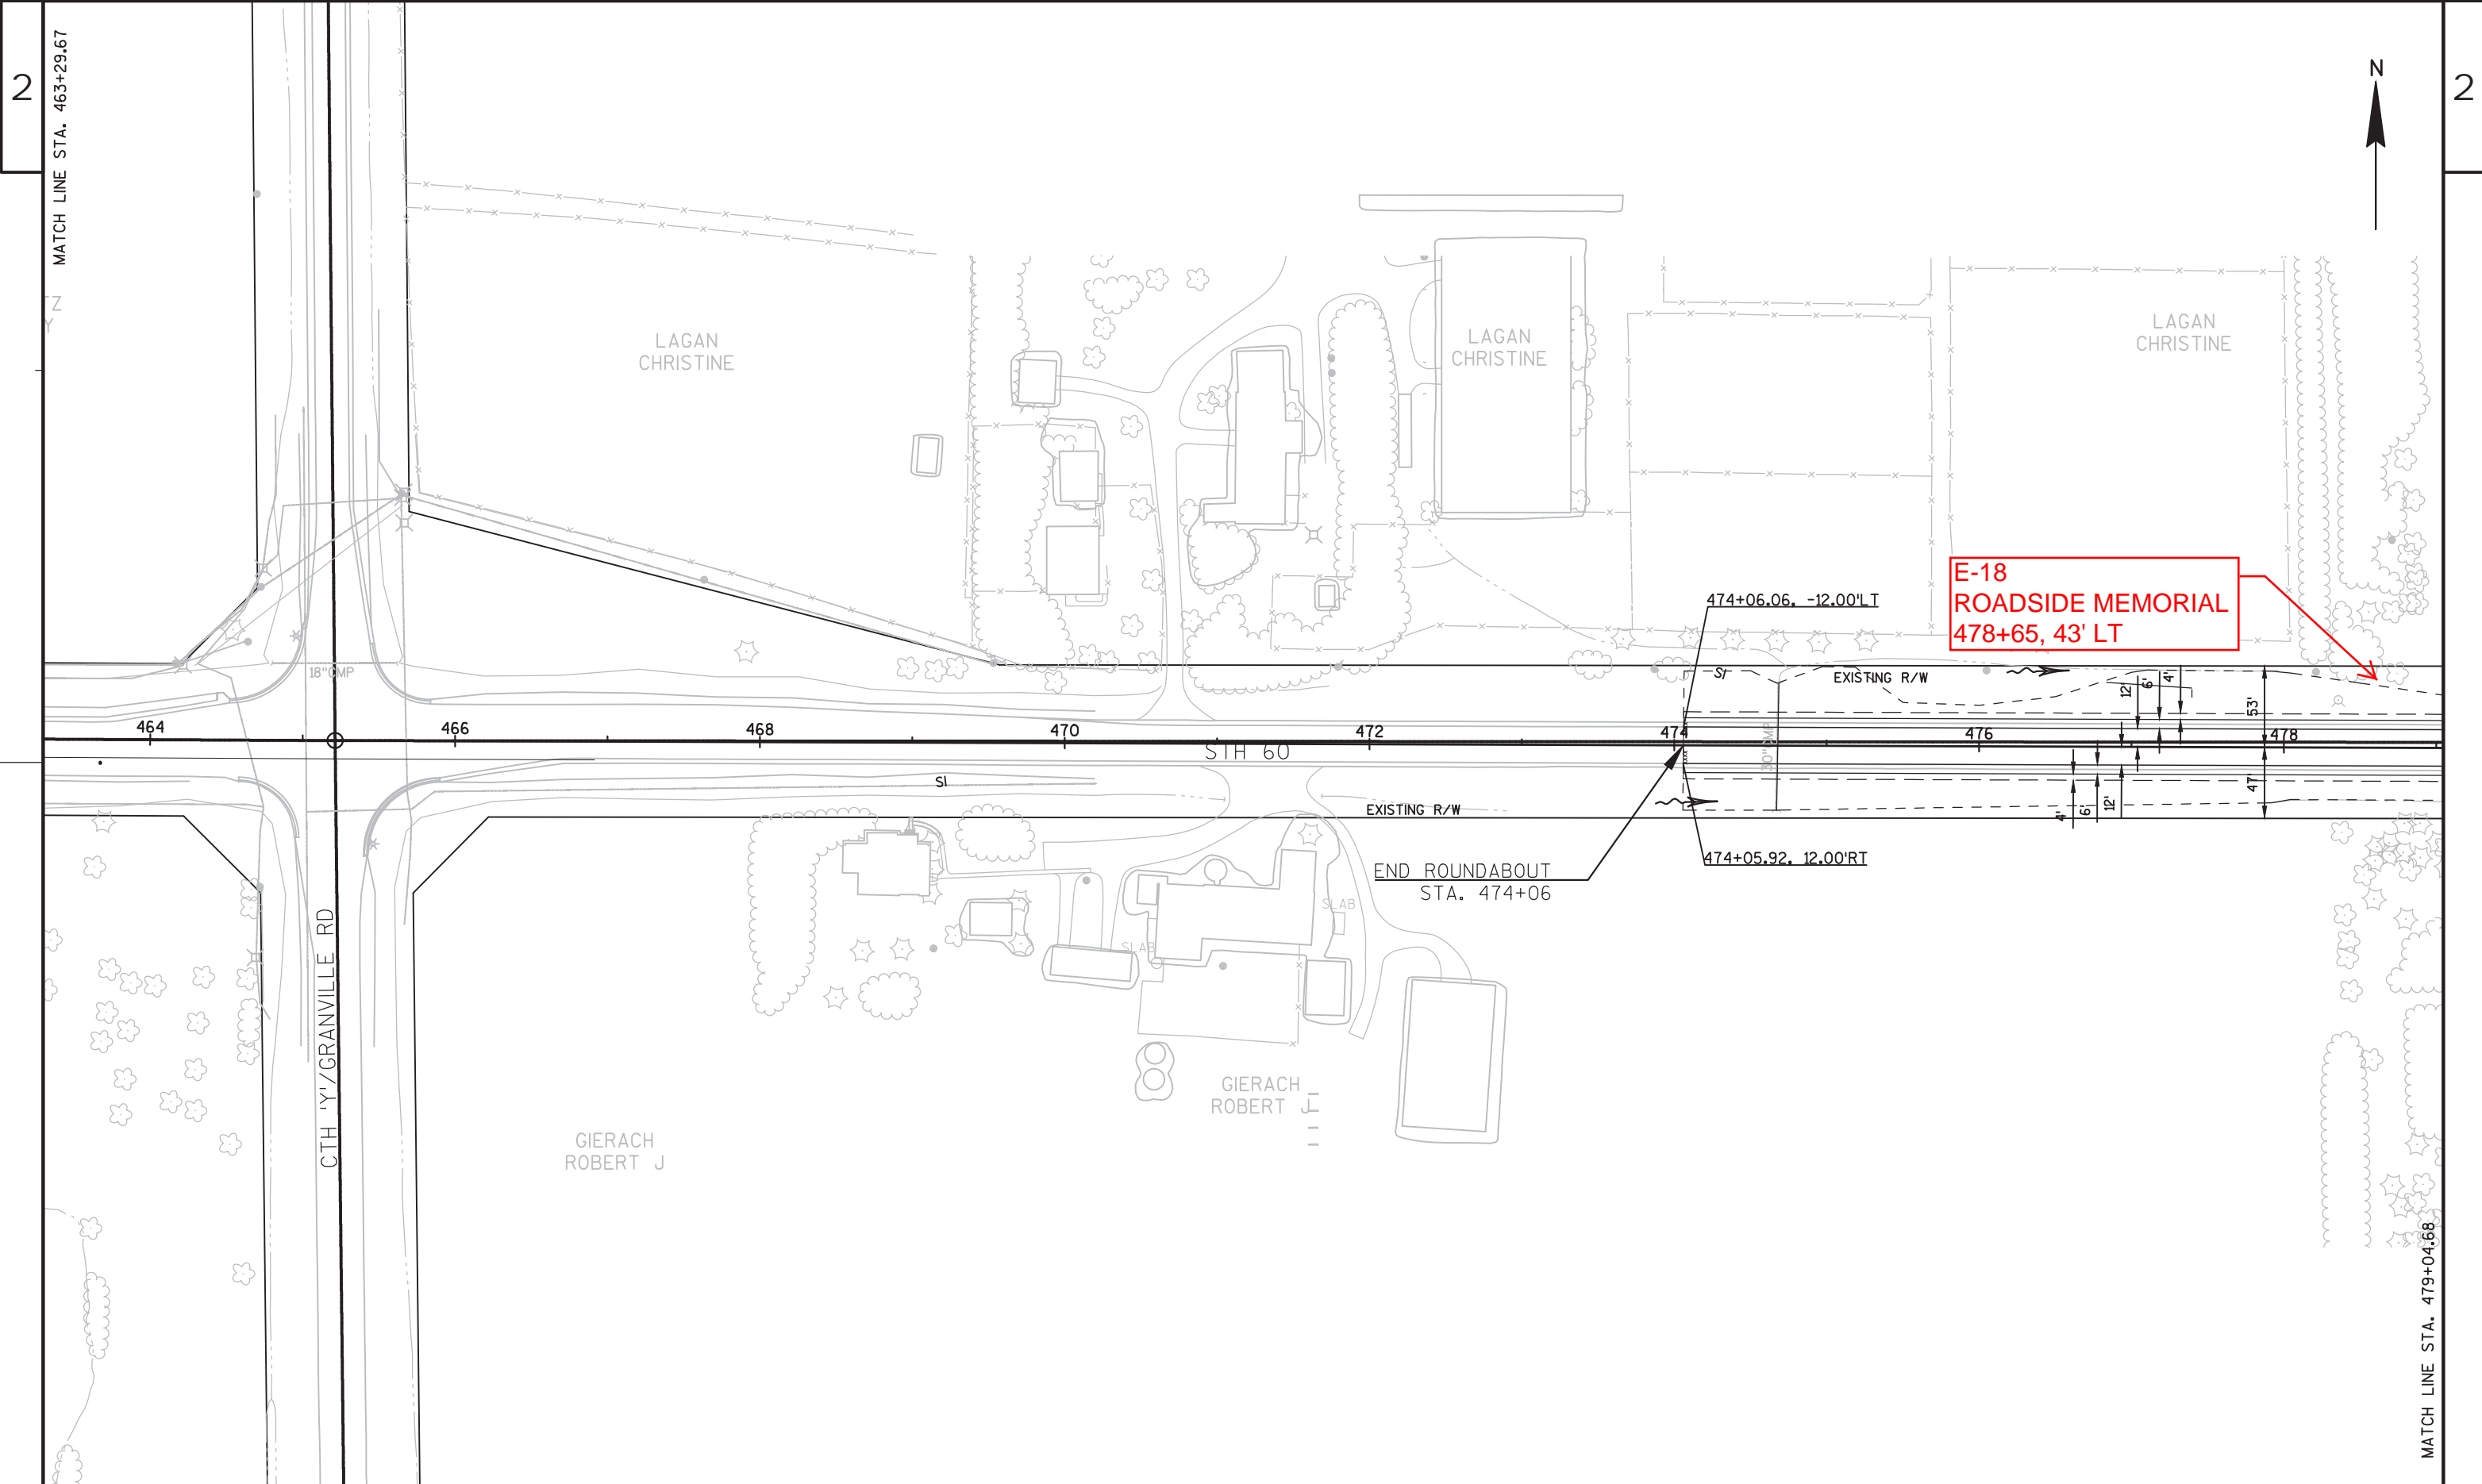 2
2
MATCH LINE STA. 463+29.67
N
Z
Y
LAGAN
CHRISTINE
LAGAN
CHRISTINE
LAGAN
CHRISTINE
E-18
ROADSIDE MEMORIAL
478+65, 43' LT
474+06.06, -12.00'LT
18"CMP
SI
EXISTING R/W
12'
6'
4'
53'
464
466
468
470
472
474
476
478
STH 60
30"CMP
SI
EXISTING R/W
4'
6'
12'
47'
474+05.92, 12.00'RT
END ROUNDABOUT
STA. 474+06
SLAB
SLAB
CTH 'Y'/GRANVILLE RD
GIERACH
ROBERT J
GIERACH
ROBERT J
MATCH LINE STA. 479+04.68